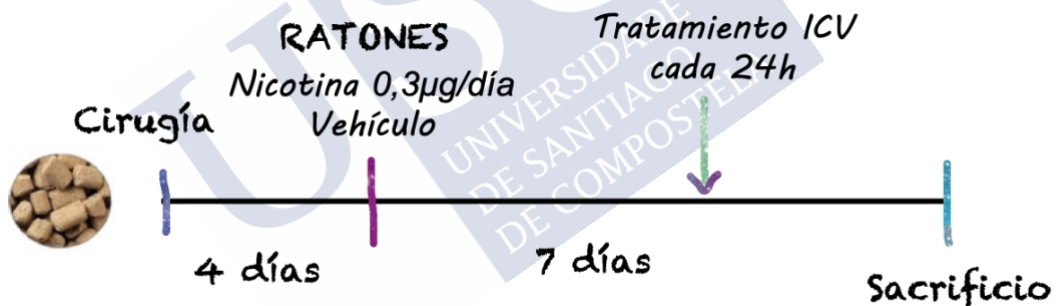 RATONES
Nicotina 0,3µg/día
Vehículo
Tratamiento ICV
cada 24h
Cirugía
4 días
7 días
Sacrificio
USC
UNIVERSIDADE
DE SANTIAGO
DE COMPOSTELA